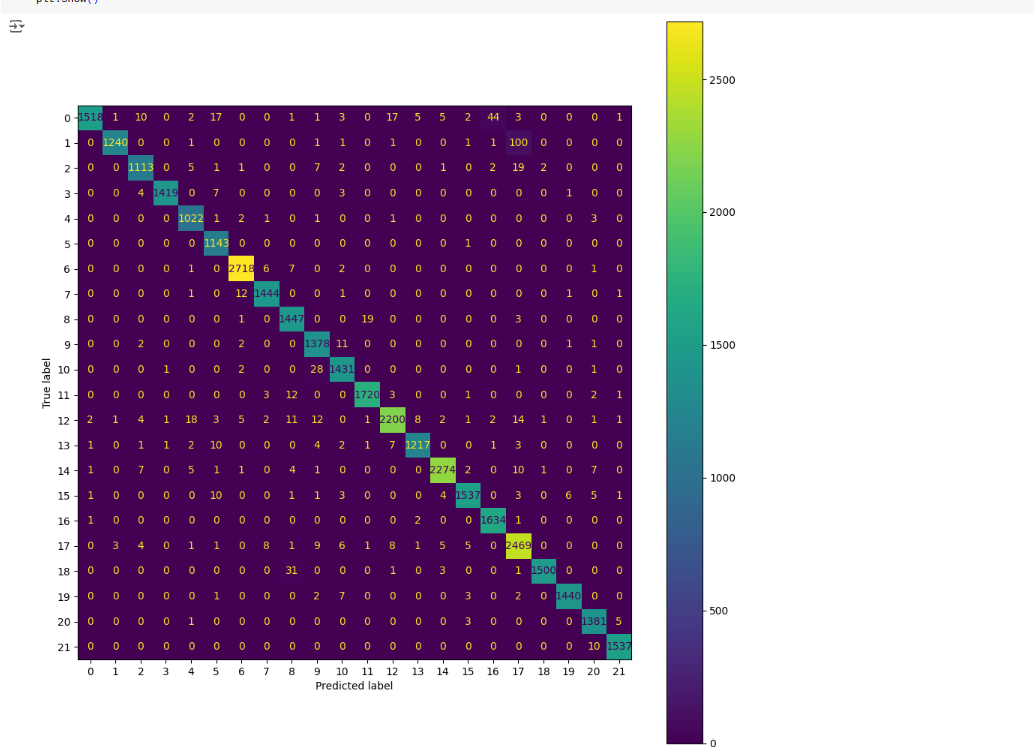 plt.show()
0 1518 1 10 0 2 17 0 0 1 1 3 0 17 5 5 2 44 3 0 0 0 1
1 0 1240 0 0 1 0 0 0 0 1 1 0 1 0 0 1 1 100 0 0 0 0
2 0 0 1113 0 5 1 1 0 0 7 2 0 0 0 1 0 2 19 2 0 0 0
3 0 0 4 1419 0 7 0 0 0 0 3 0 0 0 0 0 0 0 0 1 0 0
4 0 0 0 0 1022 1 2 1 0 1 0 0 1 0 0 0 0 0 0 0 3 0
5 0 0 0 0 0 1143 0 0 0 0 0 0 0 0 0 1 0 0 0 0 0 0
6 0 0 0 0 1 0 2718 6 7 0 2 0 0 0 0 0 0 0 0 0 1 0
7 0 0 0 0 1 0 12 1444 0 0 1 0 0 0 0 0 0 0 0 1 0 1
8 0 0 0 0 0 0 1 0 1447 0 0 19 0 0 0 0 0 3 0 0 0 0
9 0 0 2 0 0 0 2 0 0 1378 11 0 0 0 0 0 0 0 0 1 1 0
10 0 0 0 1 0 0 2 0 0 28 1431 0 0 0 0 0 0 1 0 0 1 0
11 0 0 0 0 0 0 0 3 12 0 0 1720 3 0 0 1 0 0 0 0 2 1
12 2 1 4 1 18 3 5 2 11 12 0 1 2200 8 2 1 2 14 1 0 1 1
13 1 0 1 1 2 10 0 0 0 4 2 1 7 1217 0 0 1 3 0 0 0 0
14 1 0 7 0 5 1 1 0 4 1 0 0 0 0 2274 2 0 10 1 0 7 0
15 1 0 0 0 0 10 0 0 1 1 3 0 0 0 4 1537 0 3 0 6 5 1
16 1 0 0 0 0 0 0 0 0 0 0 0 0 2 0 0 1634 1 0 0 0 0
17 0 3 4 0 1 1 0 8 1 9 6 1 8 1 5 5 0 2469 0 0 0 0
18 0 0 0 0 0 0 0 0 31 0 0 0 1 0 3 0 0 1 1500 0 0 0
19 0 0 0 0 0 1 0 0 0 2 7 0 0 0 0 3 0 2 0 1440 0 0
20 0 0 0 0 1 0 0 0 0 0 0 0 0 0 0 3 0 0 0 0 1381 5
21 0 0 0 0 0 0 0 0 0 0 0 0 0 0 0 0 0 0 0 0 10 1537
0 1 2 3 4 5 6 7 8 9 10 11 12 13 14 15 16 17 18 19 20 21
Predicted label
True label
2500
2000
1500
1000
500
0